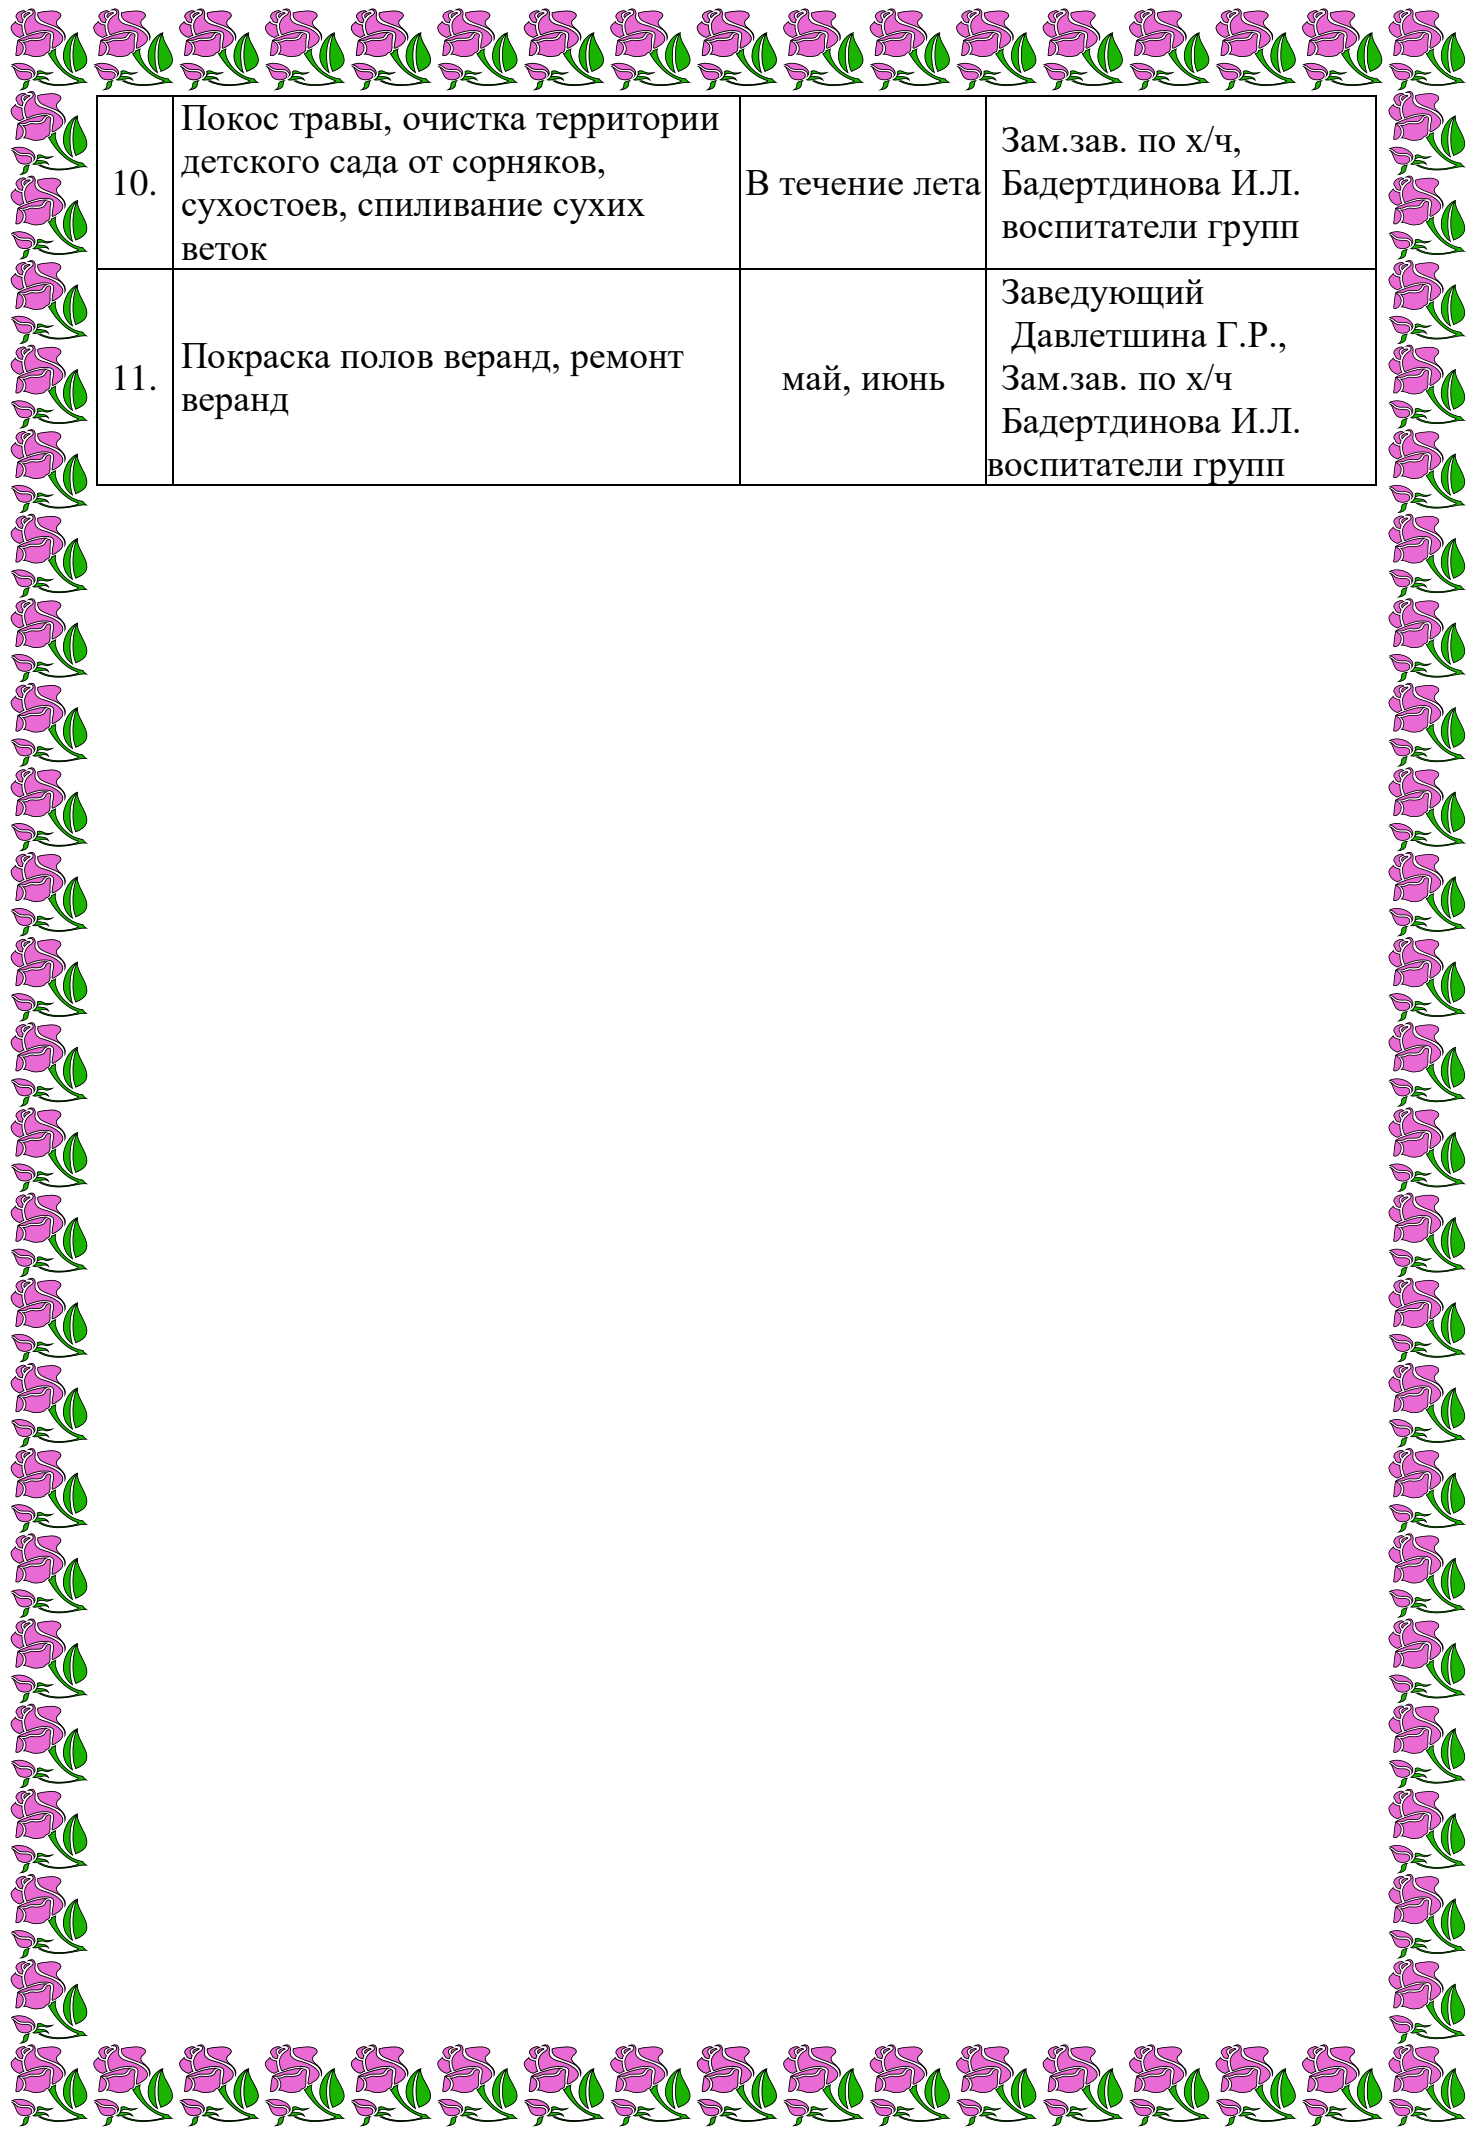 10.
Покос травы, очистка территории
детского сада от сорняков,
сухостоев, спиливание сухих
веток
В течение лета
Зам.зав. по х/ч,
Бадертдинова И.Л.
воспитатели групп
11.
Покраска полов веранд, ремонт
веранд
май, июнь
Заведующий
Давлетшина Г.Р.,
Зам.зав. по х/ч
Бадертдинова И.Л.
воспитатели групп